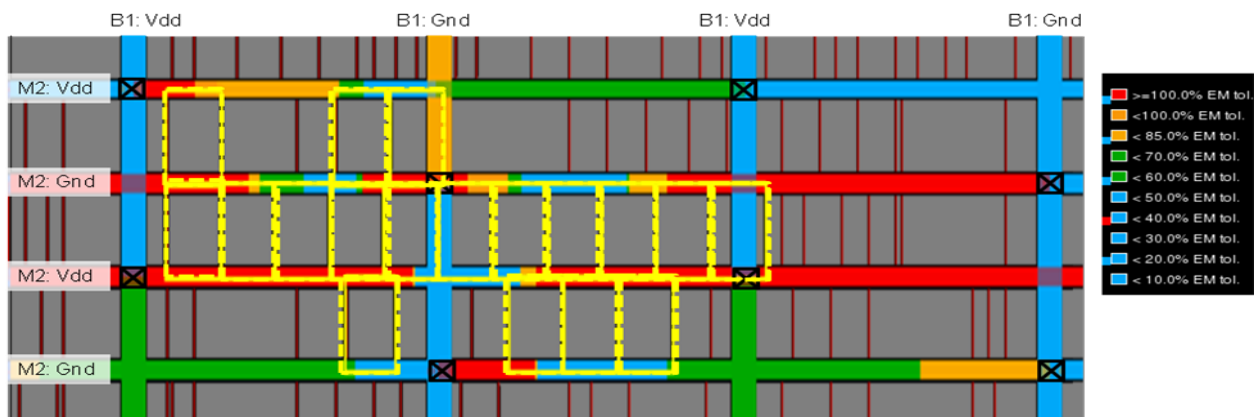 B1: Vdd
B1: Gnd
B1: Vdd
B1: Gnd
M2: Vdd
M2: Gnd
M2: Vdd
M2: Gnd
>=100.0% EM tol.
<100.0% EM tol.
< 85.0% EM tol.
< 70.0% EM tol.
< 60.0% EM tol.
< 50.0% EM tol.
< 40.0% EM tol.
< 30.0% EM tol.
< 20.0% EM tol.
< 10.0% EM tol.